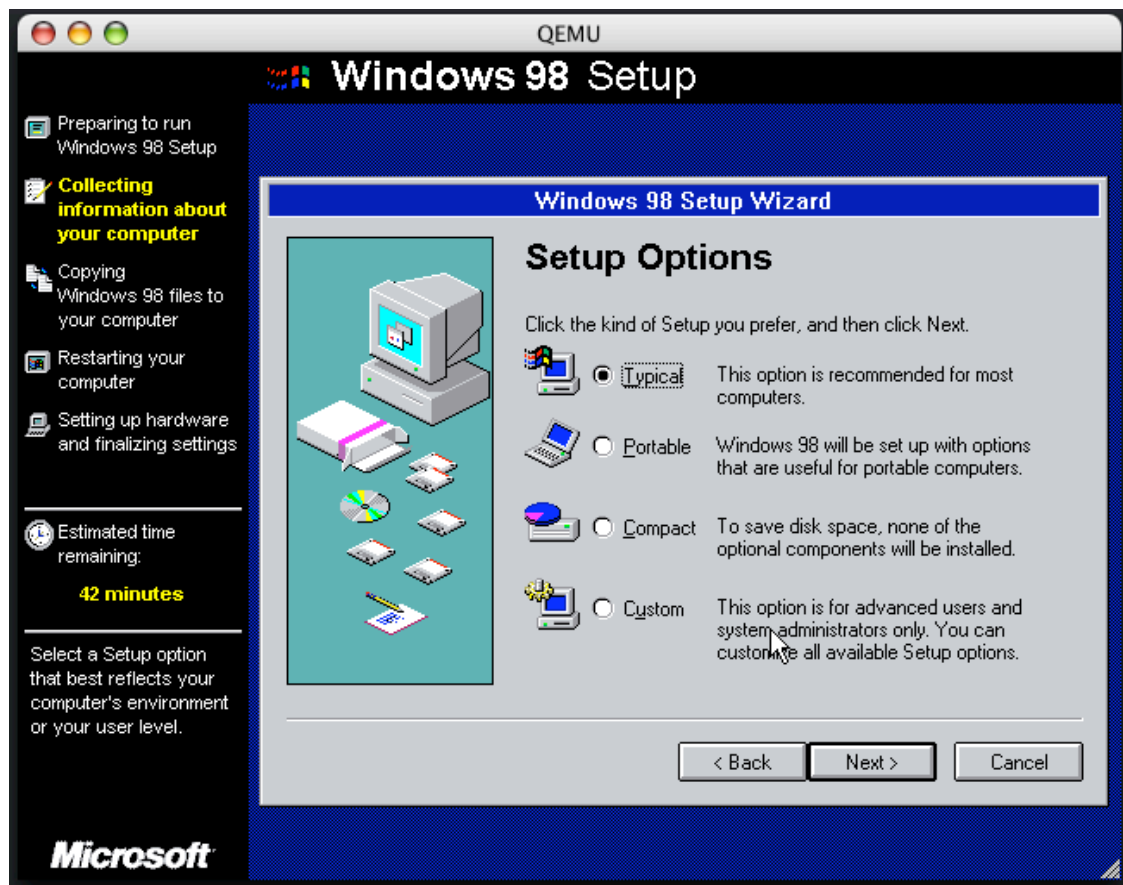 QEMU
Windows 98 Setup
Preparing to run
Windows 98 Setup
Collecting
information about
your computer
Copying
Windows 98 files to
your computer
Restarting your
computer
Setting up hardware
and finalizing settings
Estimated time
remaining:
42 minutes
Select a Setup option
that best reflects your
computer's environment
or your user level.
Microsoft
Windows 98 Setup Wizard
Setup Options
Click the kind of Setup you prefer, and then click Next.
Typical
This option is recommended for most
computers.
Portable
Windows 98 will be set up with options
that are useful for portable computers.
Compact
To save disk space, none of the
optional components will be installed.
Custom
This option is for advanced users and
system administrators only. You can
customize all available Setup options.
< Back
Next >
Cancel